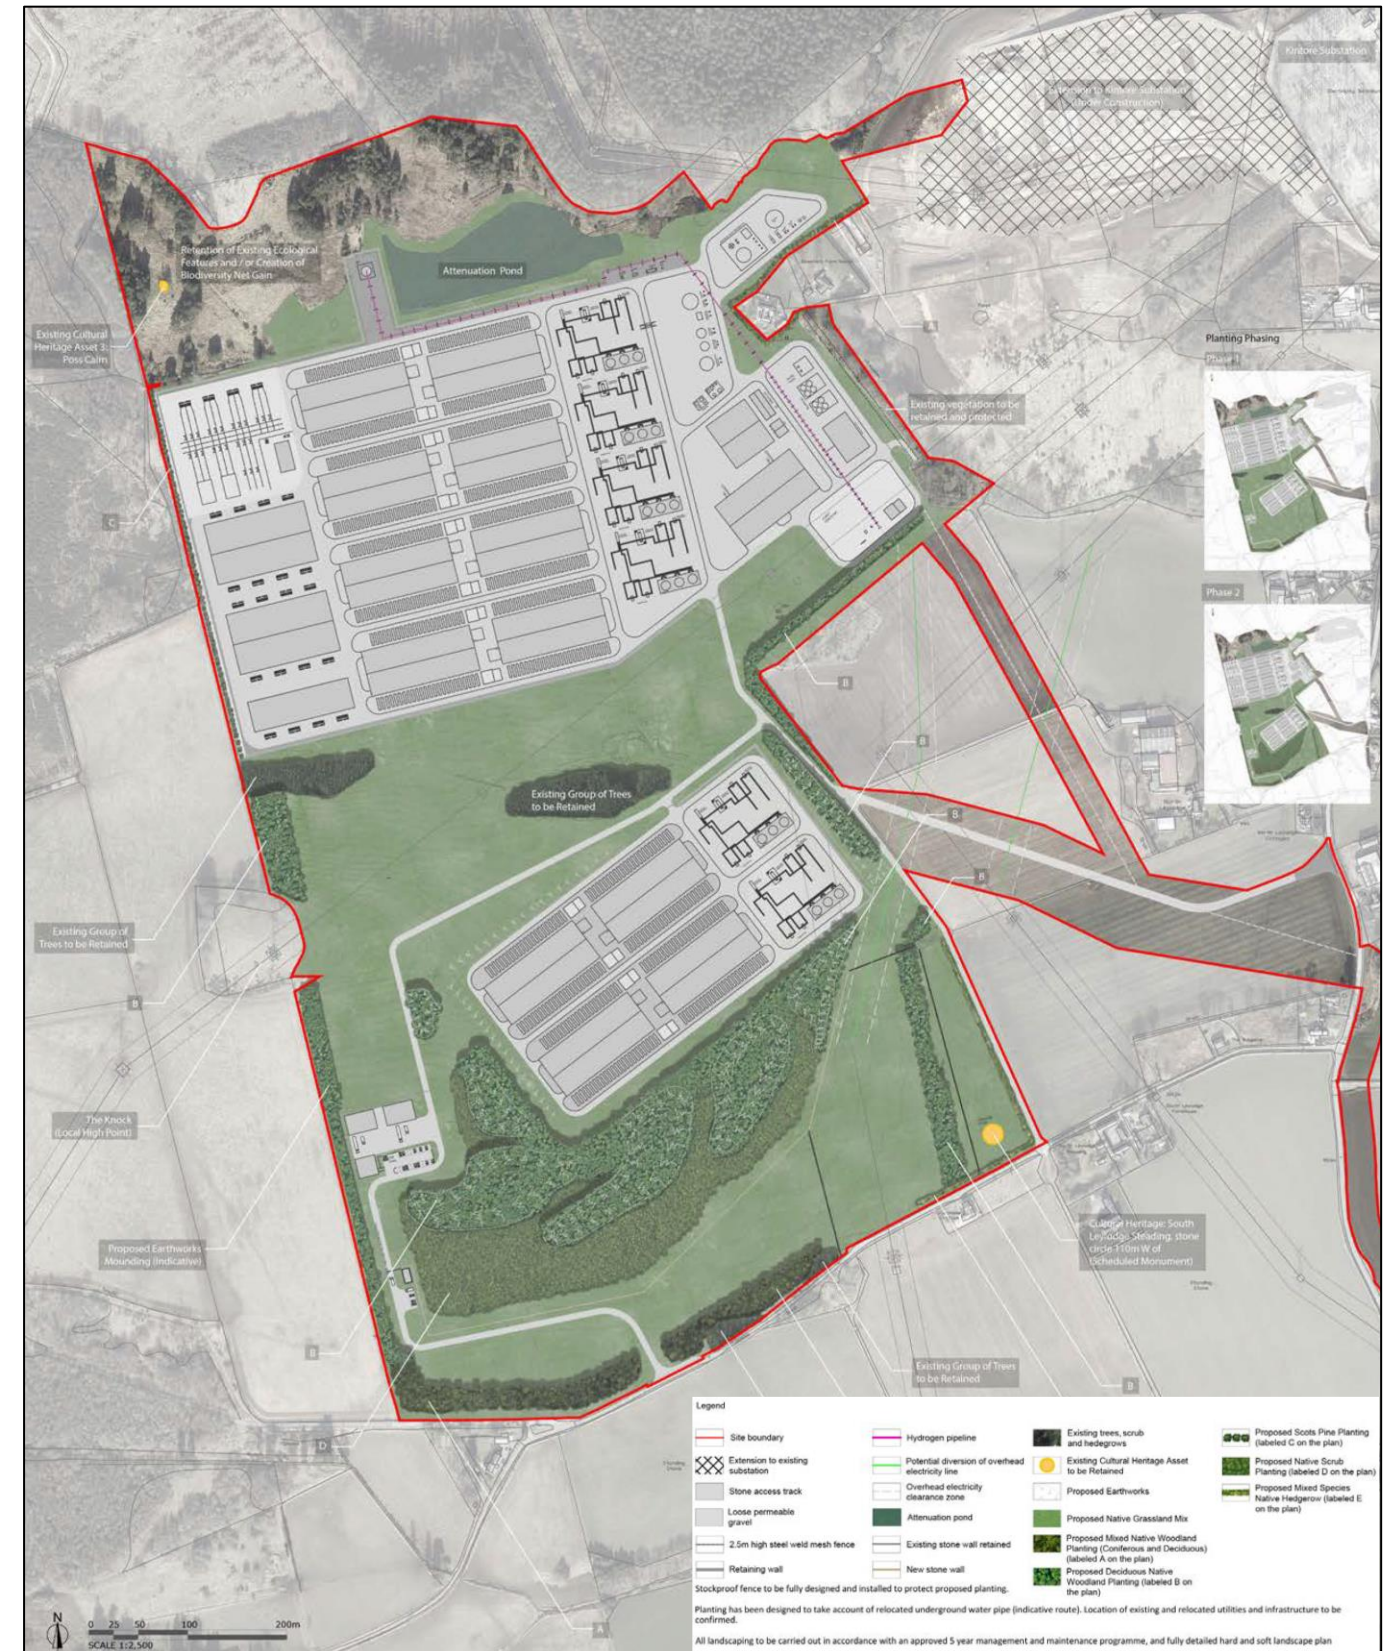 Kintore Substation
Extension to Kintore Substation
(Under Construction)
Retention of Existing Ecological
Features and / or Creation of
Biodiversity Net Gain
Attenuation Pond
Existing Cultural
Heritage Asset 3:
Poss Cairn
A
Planting Phasing
Phase 1
Existing vegetation to be
retained and protected
C
Phase 2
B
B
Existing Group of Trees
to be Retained
B
B
Existing Group of
Trees to be Retained
B
The Knock
(Local High Point)
Proposed Earthworks
Mounding (Indicative)
Cultural Heritage: South
Leylodge Steading, stone
circle 110m W of
(Scheduled Monument)
B
Existing Group of Trees
to be Retained
B
D
A
Legend
Site boundary
Extension to existing
substation
Stone access track
Loose permeable
gravel
2.5m high steel weld mesh fence
Retaining wall
Hydrogen pipeline
Potential diversion of overhead
electricity line
Overhead electricity
clearance zone
Attenuation pond
Existing stone wall retained
New stone wall
Existing trees, scrub
and hedegrows
Existing Cultural Heritage Asset
to be Retained
Proposed Earthworks
Proposed Native Grassland Mix
Proposed Mixed Native Woodland
Planting (Coniferous and Deciduous)
(labeled A on the plan)
Proposed Deciduous Native
Woodland Planting (labeled B on
the plan)
Proposed Scots Pine Planting
(labeled C on the plan)
Proposed Native Scrub
Planting (labeled D on the plan)
Proposed Mixed Species
Native Hedgerow (labeled E
on the plan)
Stockproof fence to be fully designed and installed to protect proposed planting.
Planting has been designed to take account of relocated underground water pipe (indicative route). Location of existing and relocated utilities and infrastructure to be
confirmed.
All landscaping to be carried out in accordance with an approved 5 year management and maintenance programme, and fully detailed hard and soft landscape plan
N
0 25 50 100 200m
SCALE 1:2,500